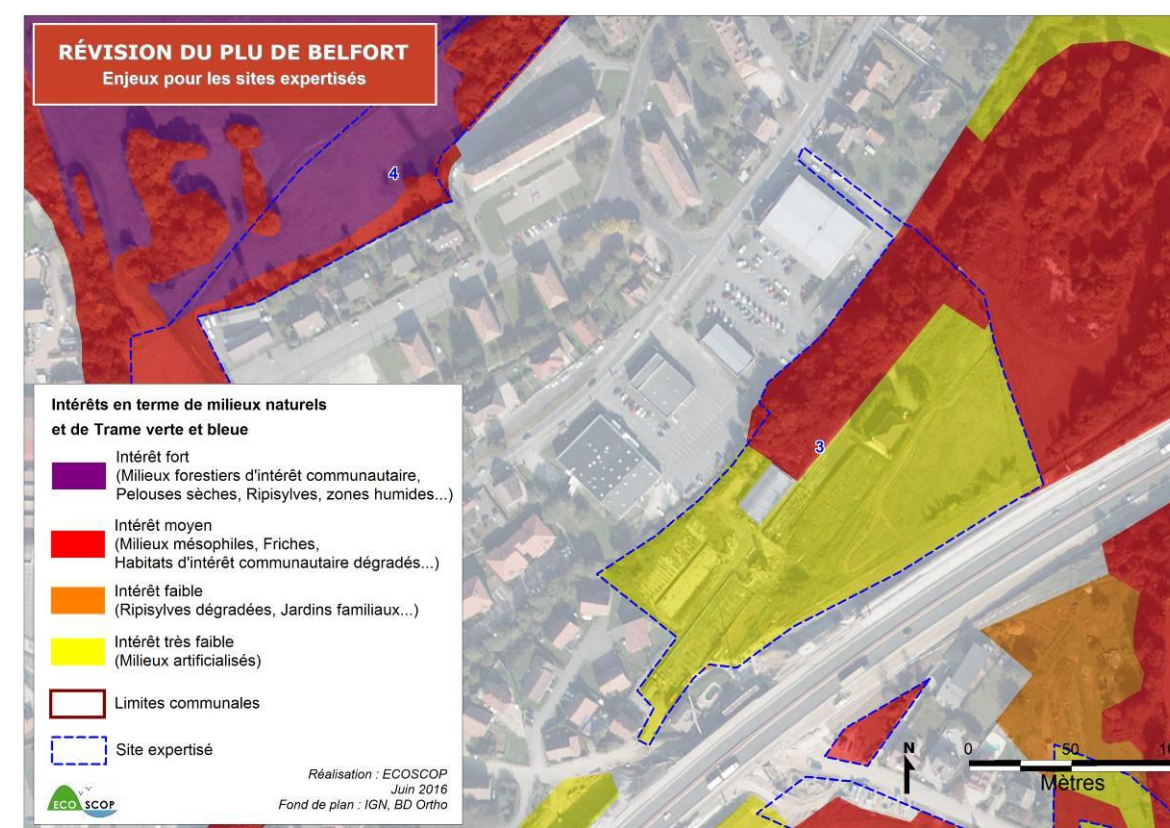 RÉVISION DU PLU DE BELFORT
Enjeux pour les sites expertisés
4
3
Intérêts en terme de milieux naturels
et de Trame verte et bleue
Intérêt fort
(Milieux forestiers d'intérêt communautaire,
Pelouses sèches, Ripisylves, zones humides...)
Intérêt moyen
(Milieux mésophiles, Friches,
Habitats d'intérêt communautaire dégradés...)
Intérêt faible
(Ripisylves dégradées, Jardins familiaux...)
Intérêt très faible
(Milieux artificialisés)
Limites communales
Site expertisé
Réalisation : ECOSCOP
Juin 2016
Fond de plan : IGN, BD Ortho
ECO SCOP
N
0 50 10
Mètres